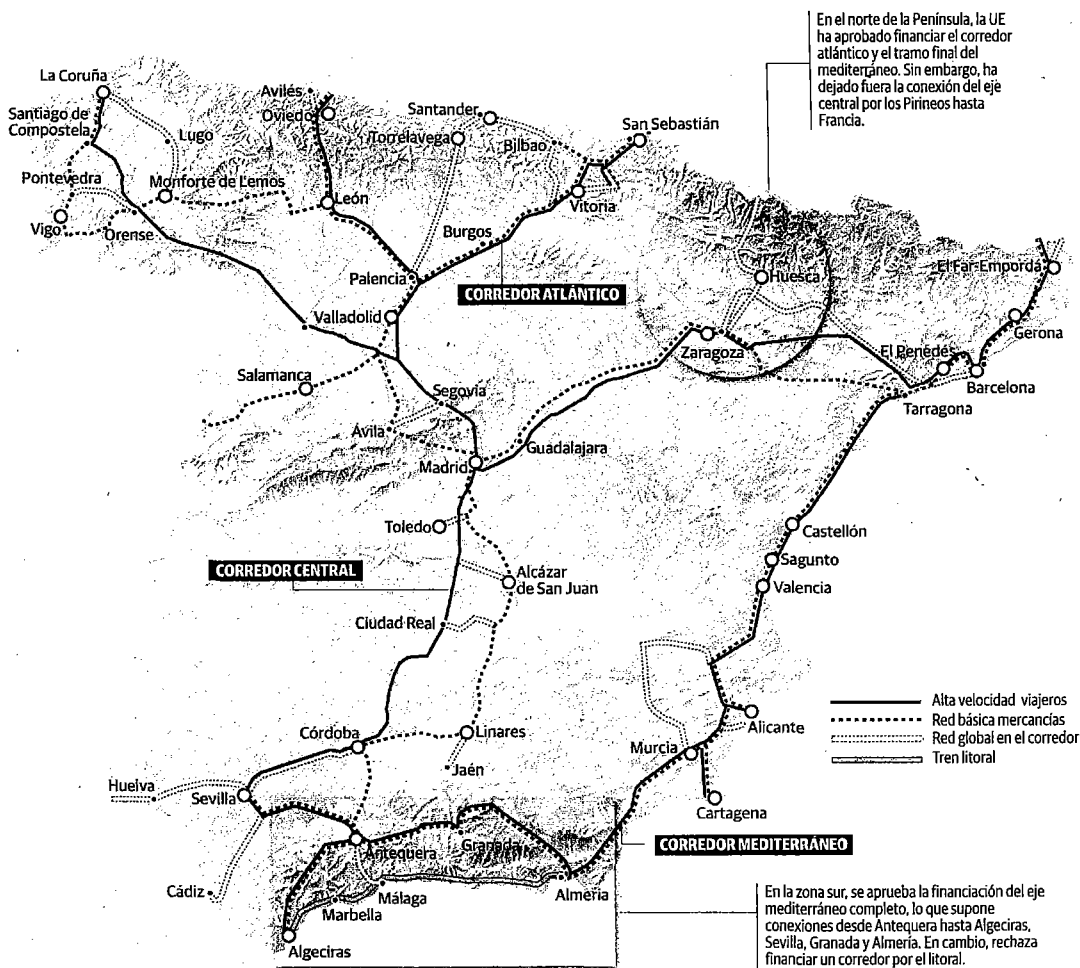 En el norte de la Península, la UE
ha aprobado financiar el corredor
atlántico y el tramo final del
mediterráneo. Sin embargo, ha
dejado fuera la conexión del eje
central por los Pirineos hasta
Francia.
La Coruña
Avilés
Santander
Oviedo
Santiago de
Compostela
Lugo
Torrelavega
San Sebastián
Bilbao
Pontevedra
Monforte de Lemos
León
Vitoria
Vigo
Orense
Burgos
Palencia
Huesca
El Far-Empordá
CORREDOR ATLÁNTICO
Valladolid
Gerona
Zaragoza
El Penedés
Salamanca
Barcelona
Segovia
Tarragona
Ávila
Guadalajara
Madrid
Toledo
Castellón
Sagunto
CORREDOR CENTRAL
Alcázar
de San Juan
Valencia
Ciudad Real
Alta velocidad viajeros
Red básica mercancías
Red global en el corredor
Tren litoral
Alicante
Córdoba
Linares
Murcia
Jaén
Huelva
Sevilla
Cartagena
Antequera
Granada
CORREDOR MEDITERRÁNEO
Cádiz
Málaga
Almería
Marbella
Algeciras
En la zona sur, se aprueba la financiación del eje
mediterráneo completo, lo que supone
conexiones desde Antequera hasta Algeciras,
Sevilla, Granada y Almería. En cambio, rechaza
financiar un corredor por el litoral.